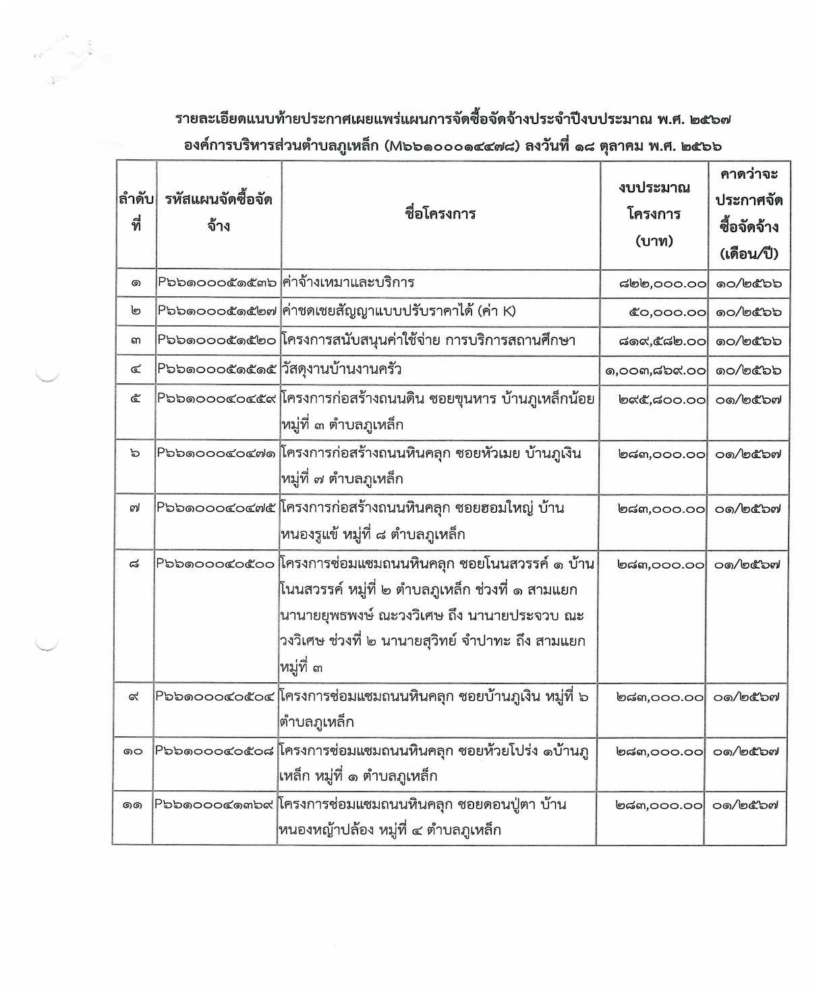 รายละเอียดแนบท้ายประกาศเผยแพร่แผนการจัดซื้อจัดจ้างประจำปีงบประมาณ พ.ศ. ๒๕๖๗
องค์การบริหารส่วนตำบลภูเหล็ก (M๖๖๑๐๐๐๑๔๔๗๘) ลงวันที่ ๑๘ ตุลาคม พ.ศ. ๒๕๖๖
ลำดับที่ รหัสแผนจัดซื้อจัดจ้าง ชื่อโครงการ งบประมาณโครงการ (บาท) คาดว่าจะประกาศจัดซื้อจัดจ้าง (เดือน/ปี)
๑ P๖๖๑๐๐๐๕๑๕๓๖ ค่าจ้างเหมาและบริการ ๘๒๒,๐๐๐.๐๐ ๑๐/๒๕๖๖
๒ P๖๖๑๐๐๐๕๑๕๒๗ ค่าชดเชยสัญญาแบบปรับราคาได้ (ค่า K) ๕๐,๐๐๐.๐๐ ๑๐/๒๕๖๖
๓ P๖๖๑๐๐๐๕๑๕๒๐ โครงการสนับสนุนค่าใช้จ่าย การบริการสถานศึกษา ๘๑๙,๕๘๒.๐๐ ๑๐/๒๕๖๖
๔ P๖๖๑๐๐๐๕๑๕๑๕ วัสดุงานบ้านงานครัว ๑,๐๐๓,๘๖๙.๐๐ ๑๐/๒๕๖๖
๕ P๖๖๑๐๐๐๔๐๔๕๙ โครงการก่อสร้างถนนดิน ซอยขุนหาร บ้านภูเหล็กน้อย ๒๙๕,๘๐๐.๐๐ ๐๑/๒๕๖๗
หมู่ที่ ๓ ตำบลภูเหล็ก
๖ P๖๖๑๐๐๐๔๐๔๗๑ โครงการก่อสร้างถนนหินคลุก ซอยหัวเมย บ้านภูเงิน ๒๘๓,๐๐๐.๐๐ ๐๑/๒๕๖๗
หมู่ที่ ๗ ตำบลภูเหล็ก
๗ P๖๖๑๐๐๐๔๐๔๗๕ โครงการก่อสร้างถนนหินคลุก ซอยฮอมใหญ่ บ้าน ๒๘๓,๐๐๐.๐๐ ๐๑/๒๕๖๗
หนองรูแข้ หมู่ที่ ๘ ตำบลภูเหล็ก
๘ P๖๖๑๐๐๐๔๐๕๐๐ โครงการซ่อมแซมถนนหินคลุก ซอยโนนสวรรค์ ๑ บ้าน ๒๘๓,๐๐๐.๐๐ ๐๑/๒๕๖๗
โนนสวรรค์ หมู่ที่ ๒ ตำบลภูเหล็ก ช่วงที่ ๑ สามแยก
นานายยุพธพงษ์ ณะวงวิเศษ ถึง นานายประจวบ ณะ
วงวิเศษ ช่วงที่ ๒ นานายสุวิทย์ จำปาทะ ถึง สามแยก
หมู่ที่ ๓
๙ P๖๖๑๐๐๐๔๐๕๐๔ โครงการซ่อมแซมถนนหินคลุก ซอยบ้านภูเงิน หมู่ที่ ๖ ๒๘๓,๐๐๐.๐๐ ๐๑/๒๕๖๗
ตำบลภูเหล็ก
๑๐ P๖๖๑๐๐๐๔๐๕๐๘ โครงการซ่อมแซมถนนหินคลุก ซอยห้วยโปร่ง ๑บ้านภู ๒๘๓,๐๐๐.๐๐ ๐๑/๒๕๖๗
เหล็ก หมู่ที่ ๑ ตำบลภูเหล็ก
๑๑ P๖๖๑๐๐๐๔๑๓๖๙ โครงการซ่อมแซมถนนหินคลุก ซอยดอนปู่ตา บ้าน ๒๘๓,๐๐๐.๐๐ ๐๑/๒๕๖๗
หนองหญ้าปล้อง หมู่ที่ ๔ ตำบลภูเหล็ก